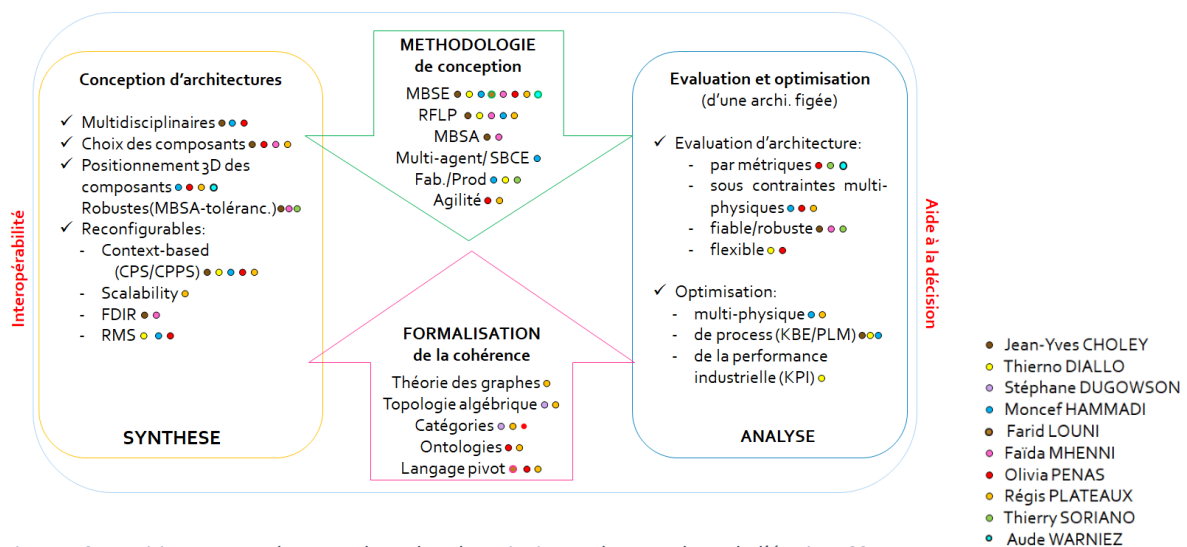 Interopérabilité
Conception d'architectures
✓ Multidisciplinaires
✓ Choix des composants
✓ Positionnement 3D des
composants
Robustes(MBSA-toléranc.)
✓ Reconfigurables:
- Context-based
(CPS/CPPS)
- Scalability
- FDIR
- RMS
SYNTHESE
METHODOLOGIE
de conception
MBSE
RFLP
MBSA
Multi-agent/ SBCE
Fab./Prod
Agilité
FORMALISATION
de la cohérence
Théorie des graphes
Topologie algébrique
Catégories
Ontologies
Langage pivot
Evaluation et optimisation
(d'une archi. figée)
✓ Evaluation d'architecture:
- par métriques
- sous contraintes multi-
physiques
- fiable/robuste
- flexible
✓ Optimisation:
- multi-physique
- de process (KBE/PLM)
- de la performance
industrielle (KPI)
ANALYSE
Aide à la décision
Jean-Yves CHOLEY
Thierno DIALLO
Stéphane DUGOWSON
Moncef HAMMADI
Farid LOUNI
Faïda MHENNI
Olivia PENAS
Régis PLATEAUX
Thierry SORIANO
Aude WARNIEZ